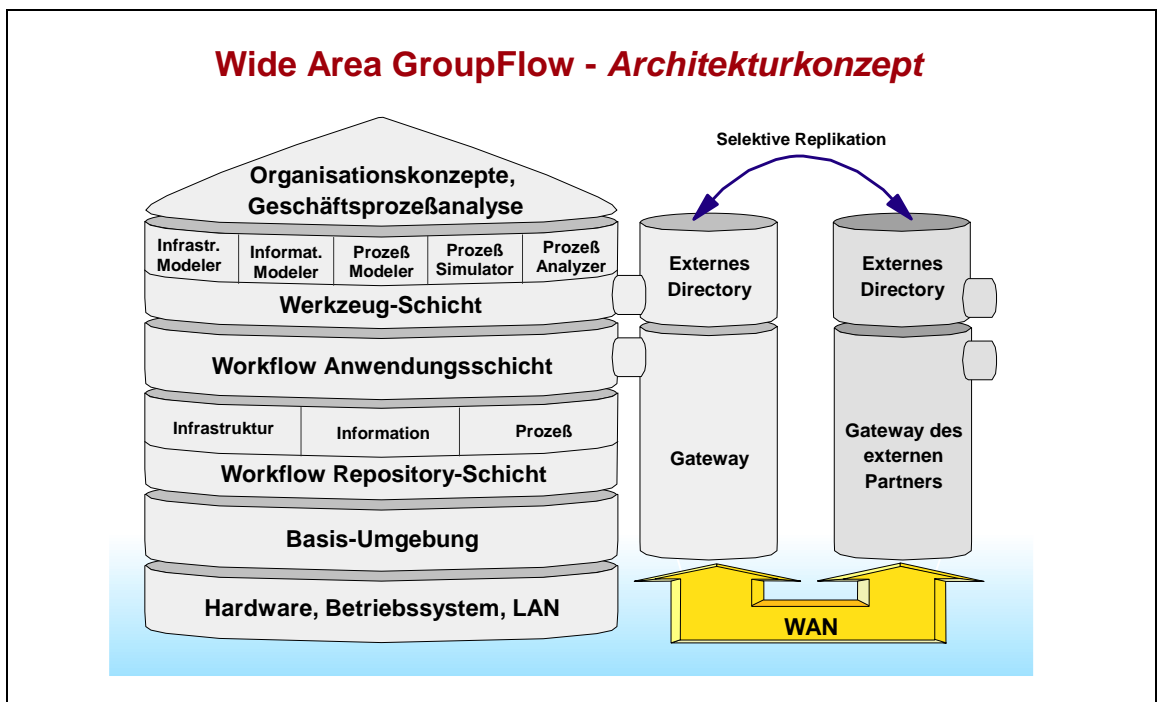 Wide Area GroupFlow - Architekturkonzept
Selektive Replikation
Organisationskonzepte,
Geschäftsprozeßanalyse
Infrastr.
Modeler
Informat.
Modeler
Prozeß
Modeler
Prozeß
Simulator
Prozeß
Analyzer
Werkzeug-Schicht
Workflow Anwendungsschicht
Infrastruktur
Information
Prozeß
Workflow Repository-Schicht
Basis-Umgebung
Hardware, Betriebssystem, LAN
Externes
Directory
Gateway
Externes
Directory
Gateway des
externen
Partners
WAN